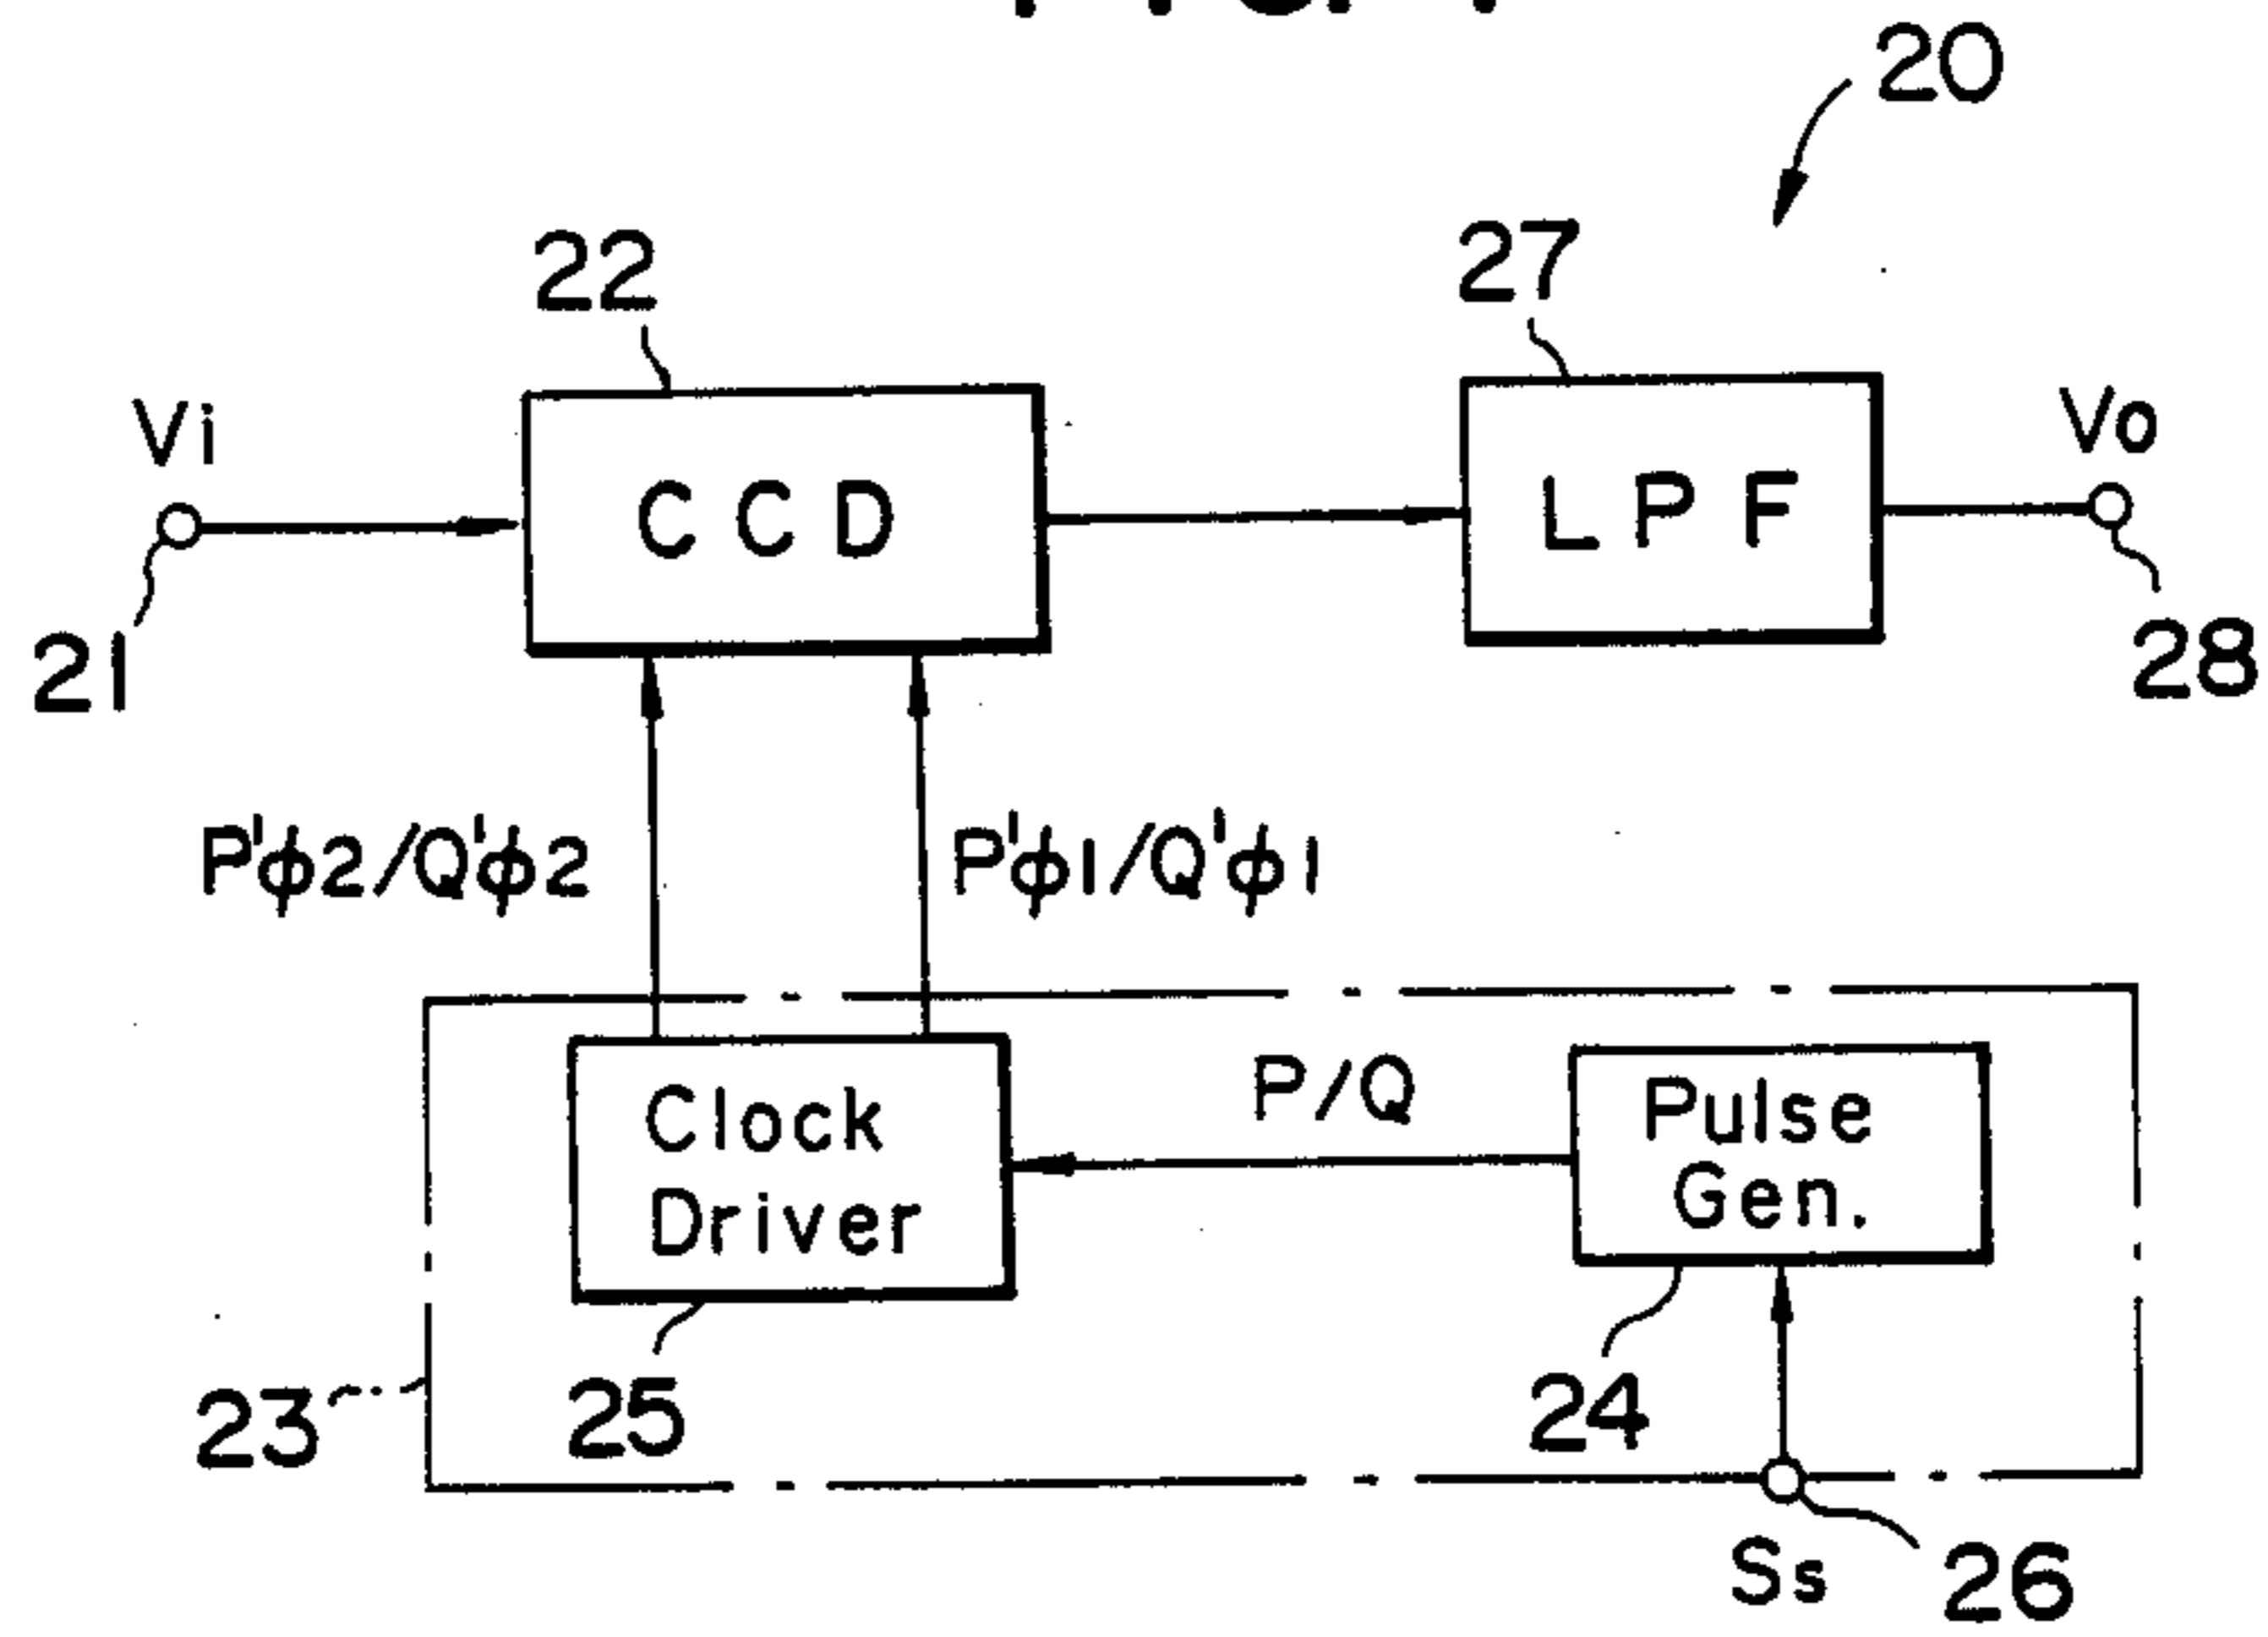 20
22
27
Vi
CCD
LPF
Vo
21
28
P'φ2/Q'φ2
P'φ1/Q'φ1
Clock
Driver
P/Q
Pulse
Gen.
23
25
24
Ss
26